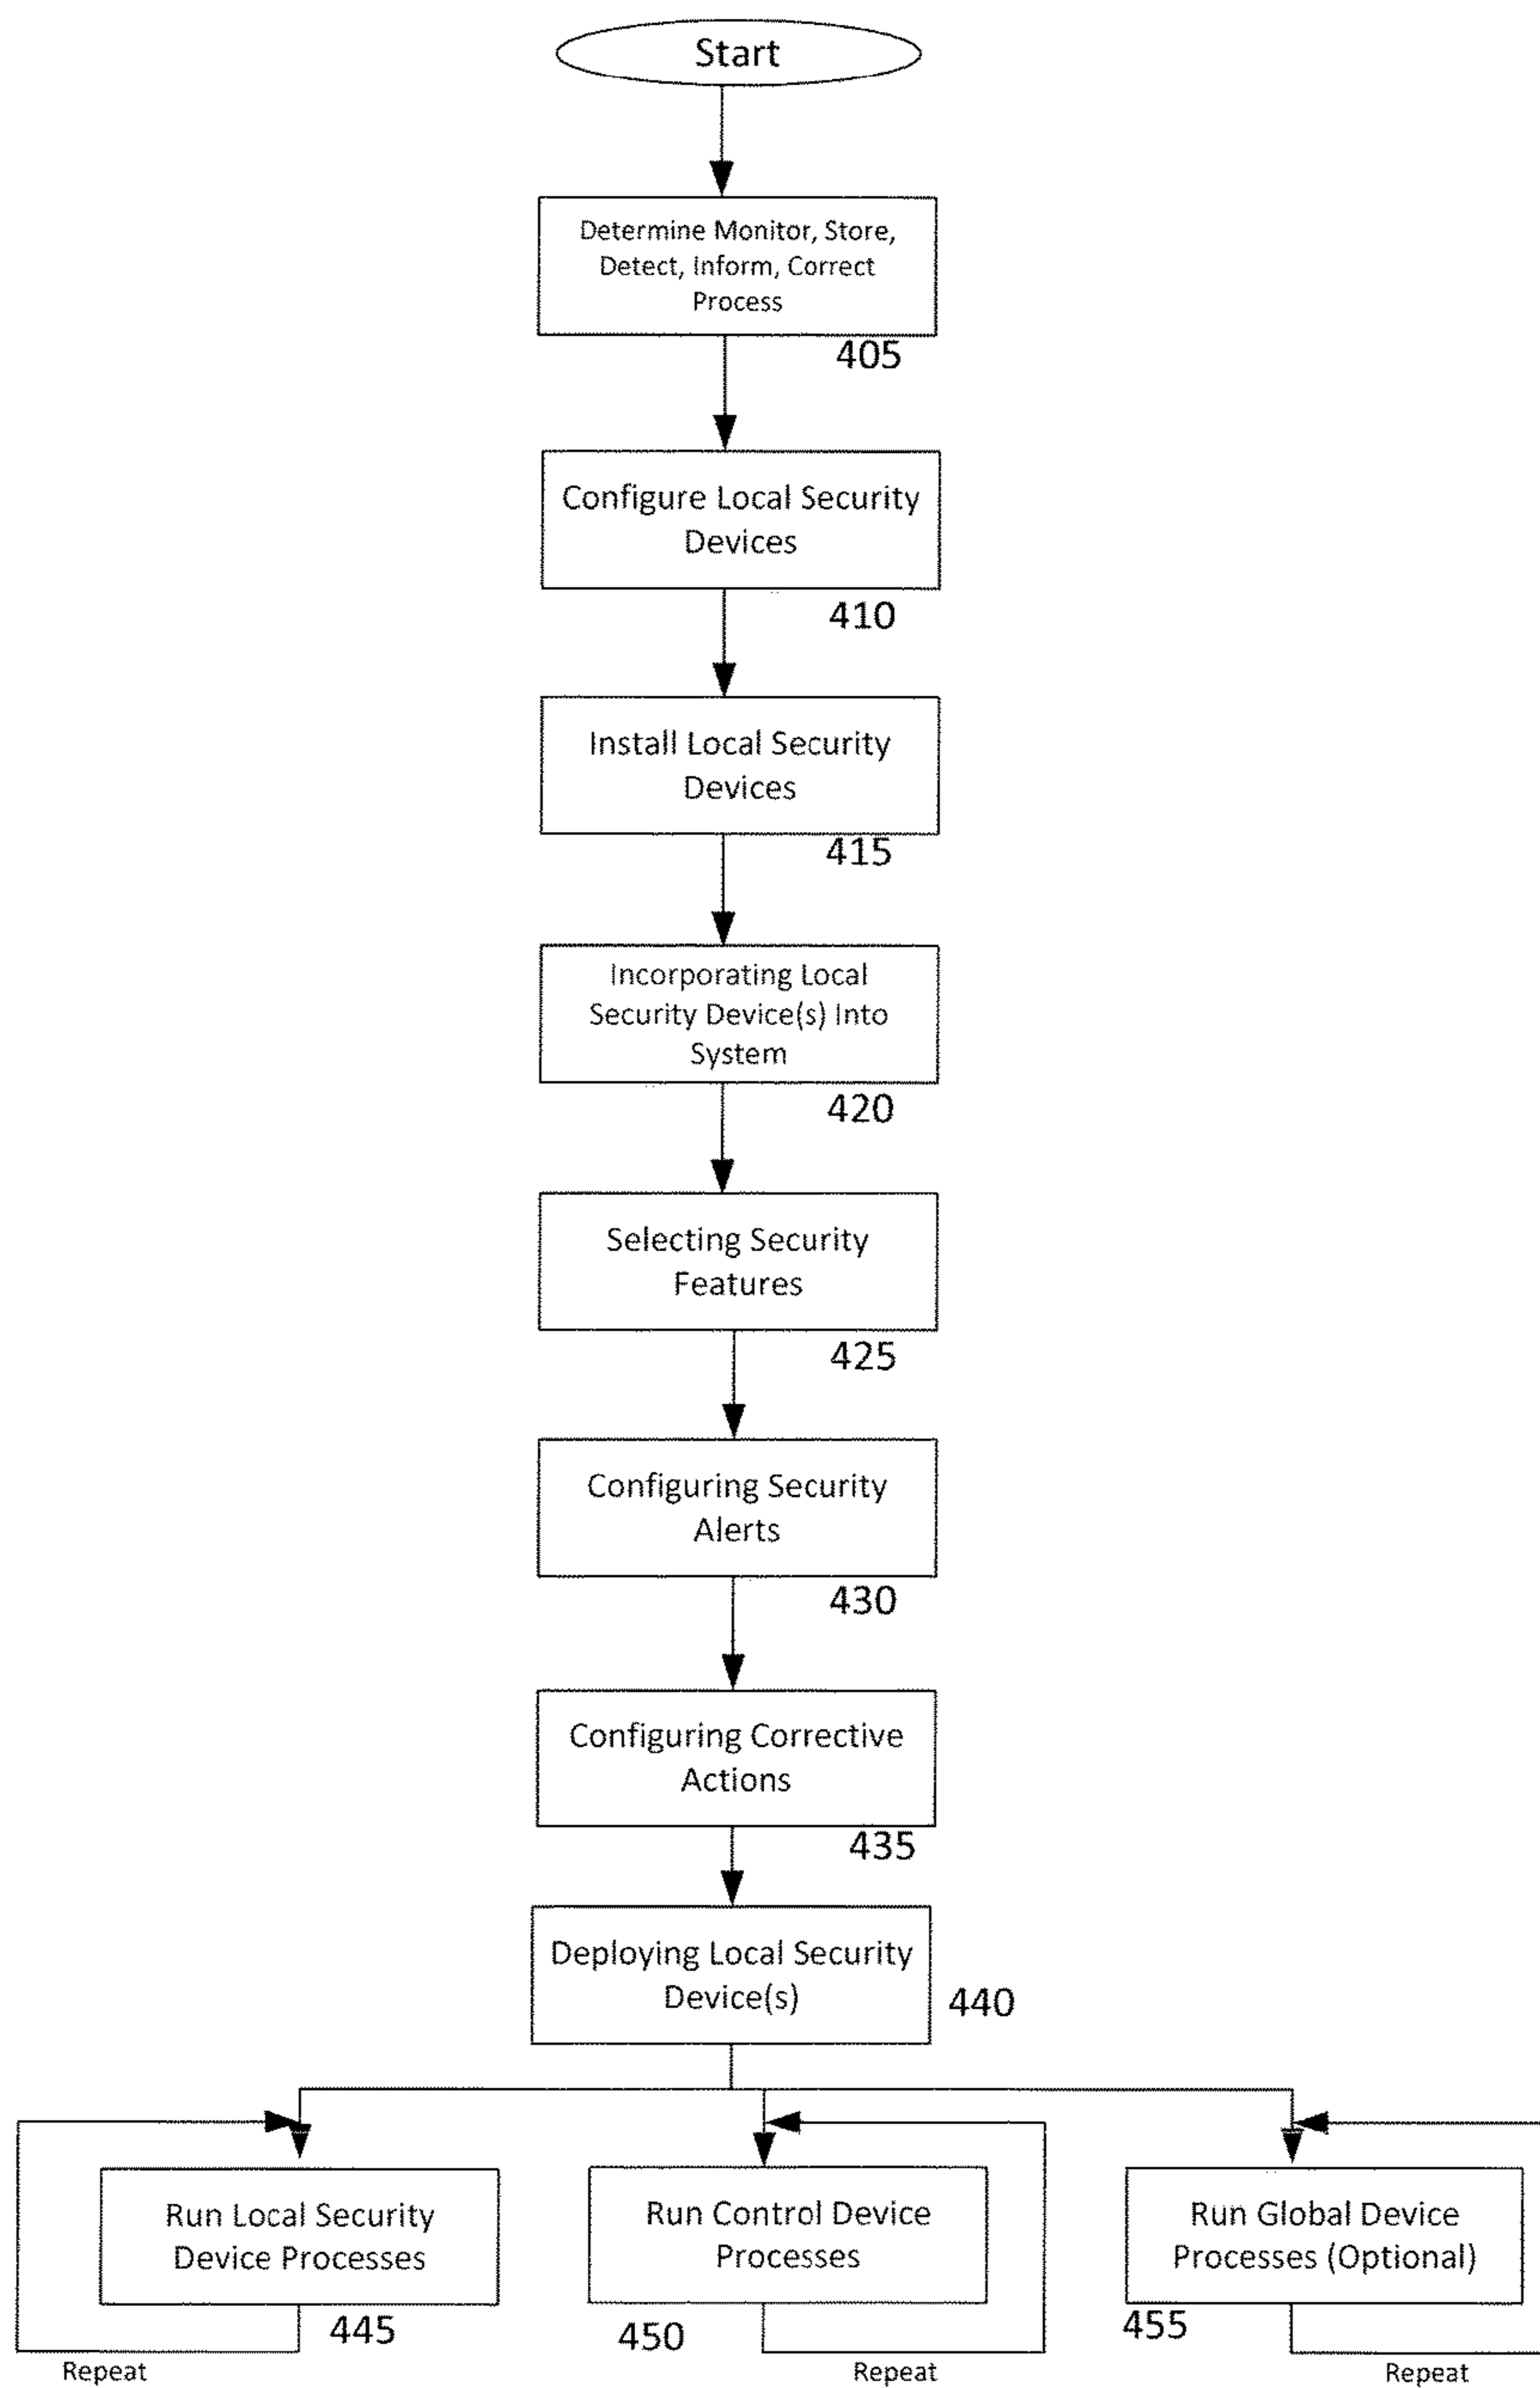 Start
Determine Monitor, Store,
Detect, Inform, Correct
Process
405
Configure Local Security
Devices
410
Install Local Security
Devices
415
Incorporating Local
Security Device(s) Into
System
420
Selecting Security
Features
425
Configuring Security
Alerts
430
Configuring Corrective
Actions
435
Deploying Local Security
Device(s)
440
Run Local Security
Device Processes
445
Repeat
Run Control Device
Processes
450
Repeat
Run Global Device
Processes (Optional)
455
Repeat